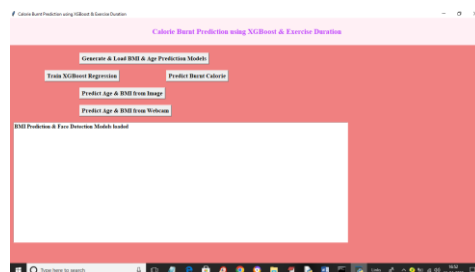 Calorie Burnt Prediction using XGBoost & Exercise Duration
Calorie Burnt Prediction using XGBoost & Exercise Duration
Generate & Load BMI & Age Prediction Models
Train XGBoost Regression
Predict Burnt Calorie
Predict Age & BMI from Image
Predict Age & BMI from Webcam
BMI Prediction & Face Detection Models loaded
Type here to search